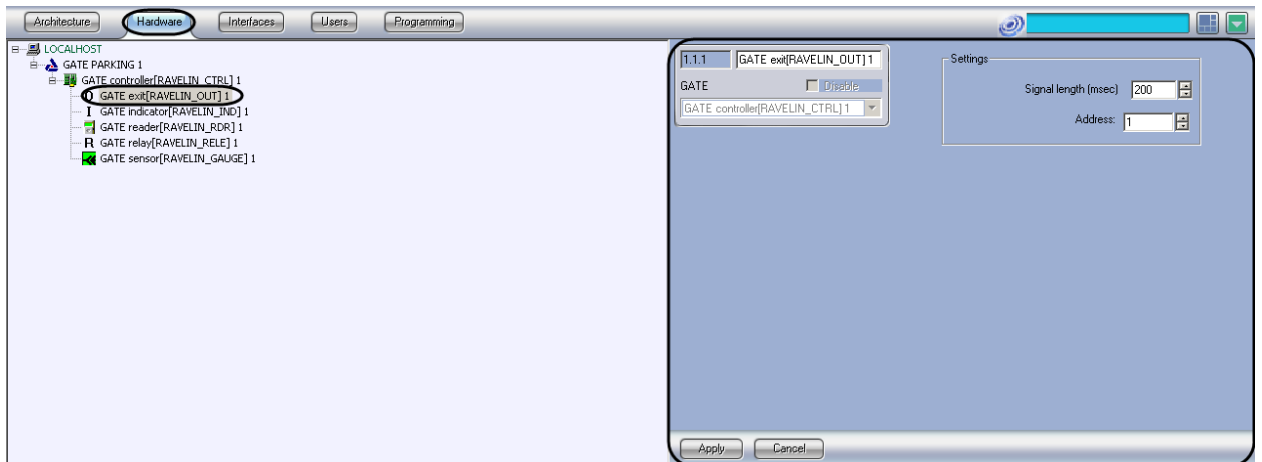 Architecture Hardware Interfaces Users Programming
LOCALHOST
GATE PARKING 1
GATE controller[RAVELIN_CTRL] 1
O GATE exit[RAVELIN_OUT] 1
I GATE indicator[RAVELIN_IND] 1
GATE reader[RAVELIN_RDR] 1
R GATE relay[RAVELIN_RELE] 1
GATE sensor[RAVELIN_GAUGE] 1
1.1.1 GATE exit[RAVELIN_OUT] 1
GATE Disable
GATE controller[RAVELIN_CTRL] 1
Settings
Signal length (msec) 200
Address: 1
Apply Cancel